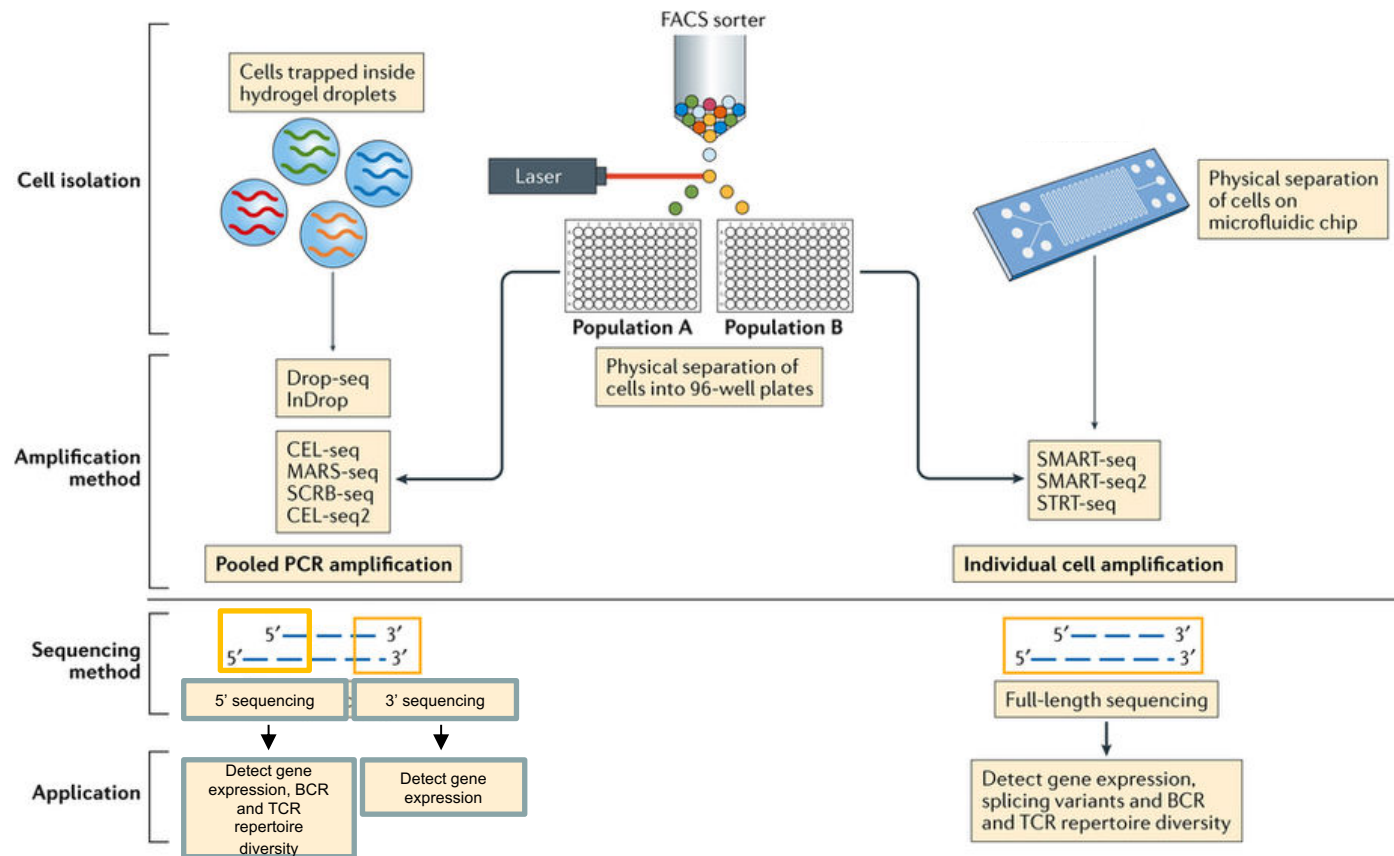 FACS sorter
Cells trapped inside
hydrogel droplets
Cell isolation
Laser
Physical separation
of cells on
microfluidic chip
Population A
Population B
Physical separation of
cells into 96-well plates
Drop-seq
InDrop
Amplification
method
CEL-seq
MARS-seq
SCRB-seq
CEL-seq2
SMART-seq
SMART-seq2
STRT-seq
Pooled PCR amplification
Individual cell amplification
Sequencing
method
5′ 3′
5′ 3′
5′ 3′
5′ 3′
5' sequencing
3' sequencing
Full-length sequencing
Application
Detect gene
expression, BCR
and TCR
repertoire
diversity
Detect gene
expression
Detect gene expression,
splicing variants and BCR
and TCR repertoire diversity